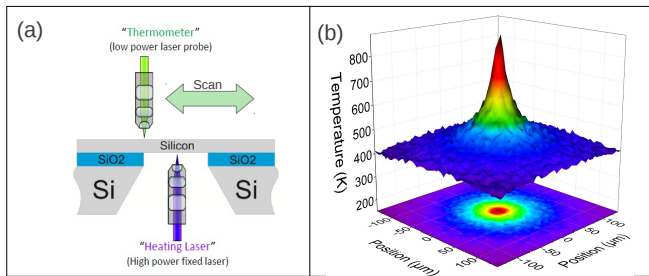 (a)
"Thermometer"
(low power laser probe)
Scan
Silicon
SiO2
SiO2
Si
Si
"Heating Laser"
(High power fixed laser)
(b)
Temperature (K)
800
700
600
500
400
300
200
-100
-50
0
50
100
Position (µm)
-100
-50
0
50
100
Position (µm)